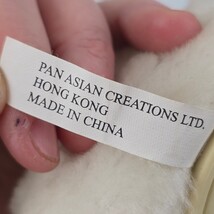 PAN ASIAN CREATIONS LTD.
HONG KONG
MADE IN CHINA